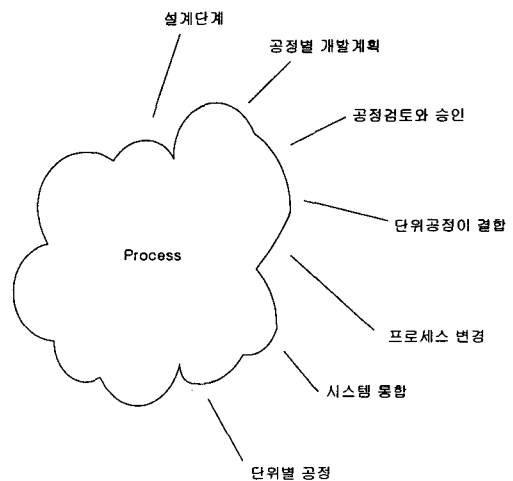 설계단계
공정별 개발계획
공정검토와 승인
단위공정이 결합
Process
프로세스 변경
시스템 통합
단위별 공정